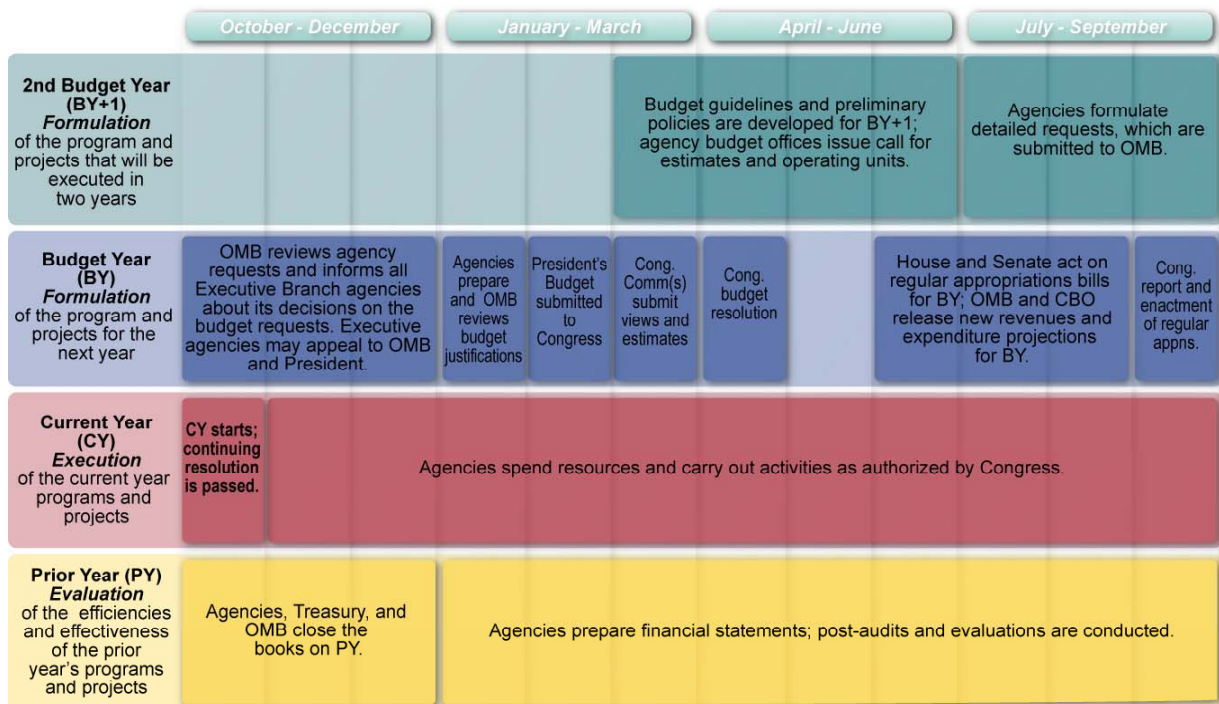 October - December
January - March
April - June
July - September
2nd Budget Year
(BY+1)
Formulation
of the program and
projects that will be
executed in
two years
Budget guidelines and preliminary
policies are developed for BY+1;
agency budget offices issue call for
estimates and operating units.
Agencies formulate
detailed requests, which are
submitted to OMB.
Budget Year
(BY)
Formulation
of the program and
projects for the
next year
OMB reviews agency
requests and informs all
Executive Branch agencies
about its decisions on the
budget requests. Executive
agencies may appeal to OMB
and President.
Agencies
prepare
and OMB
reviews
budget
justifications
President's
Budget
submitted
to
Congress
Cong.
Comm(s)
submit
views and
estimates
Cong.
budget
resolution
House and Senate act on
regular appropriations bills
for BY; OMB and CBO
release new revenues and
expenditure projections
for BY.
Cong.
report and
enactment
of regular
appns.
Current Year
(CY)
Execution
of the current year
programs and
projects
CY starts;
continuing
resolution
is passed.
Agencies spend resources and carry out activities as authorized by Congress.
Prior Year (PY)
Evaluation
of the efficiencies
and effectiveness
of the prior
year's programs
and projects
Agencies, Treasury, and
OMB close the
books on PY.
Agencies prepare financial statements; post-audits and evaluations are conducted.